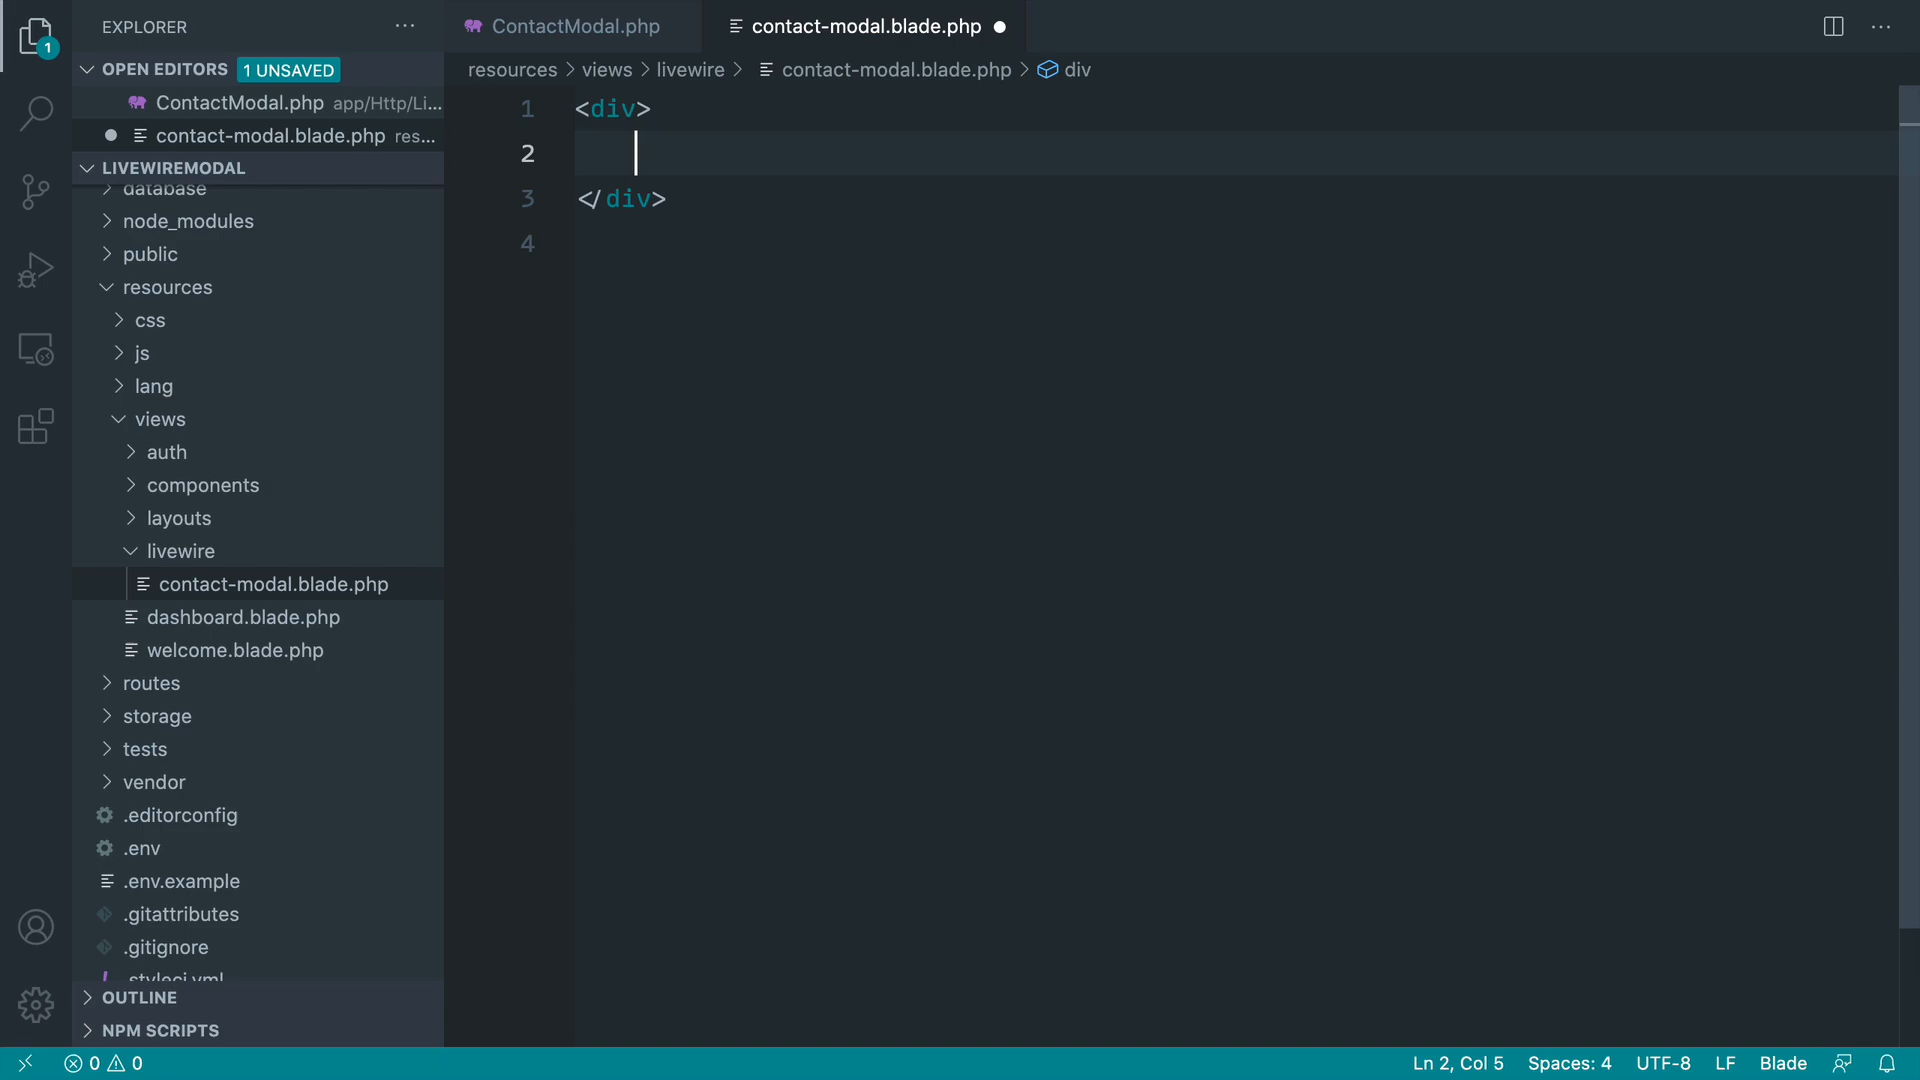 EXPLORER
OPEN EDITORS 1 UNSAVED
ContactModal.php app/Http/Li...
contact-modal.blade.php res...
LIVEWIREMODAL
database
node_modules
public
resources
css
js
lang
views
auth
components
layouts
livewire
contact-modal.blade.php
dashboard.blade.php
welcome.blade.php
routes
storage
tests
vendor
.editorconfig
.env
.env.example
.gitattributes
.gitignore
.styleci.yml
OUTLINE
NPM SCRIPTS
1
ContactModal.php
contact-modal.blade.php
resources > views > livewire > contact-modal.blade.php > div
1 <div>
2
3 </div>
4
0 0
Ln 2, Col 5 Spaces: 4 UTF-8 LF Blade